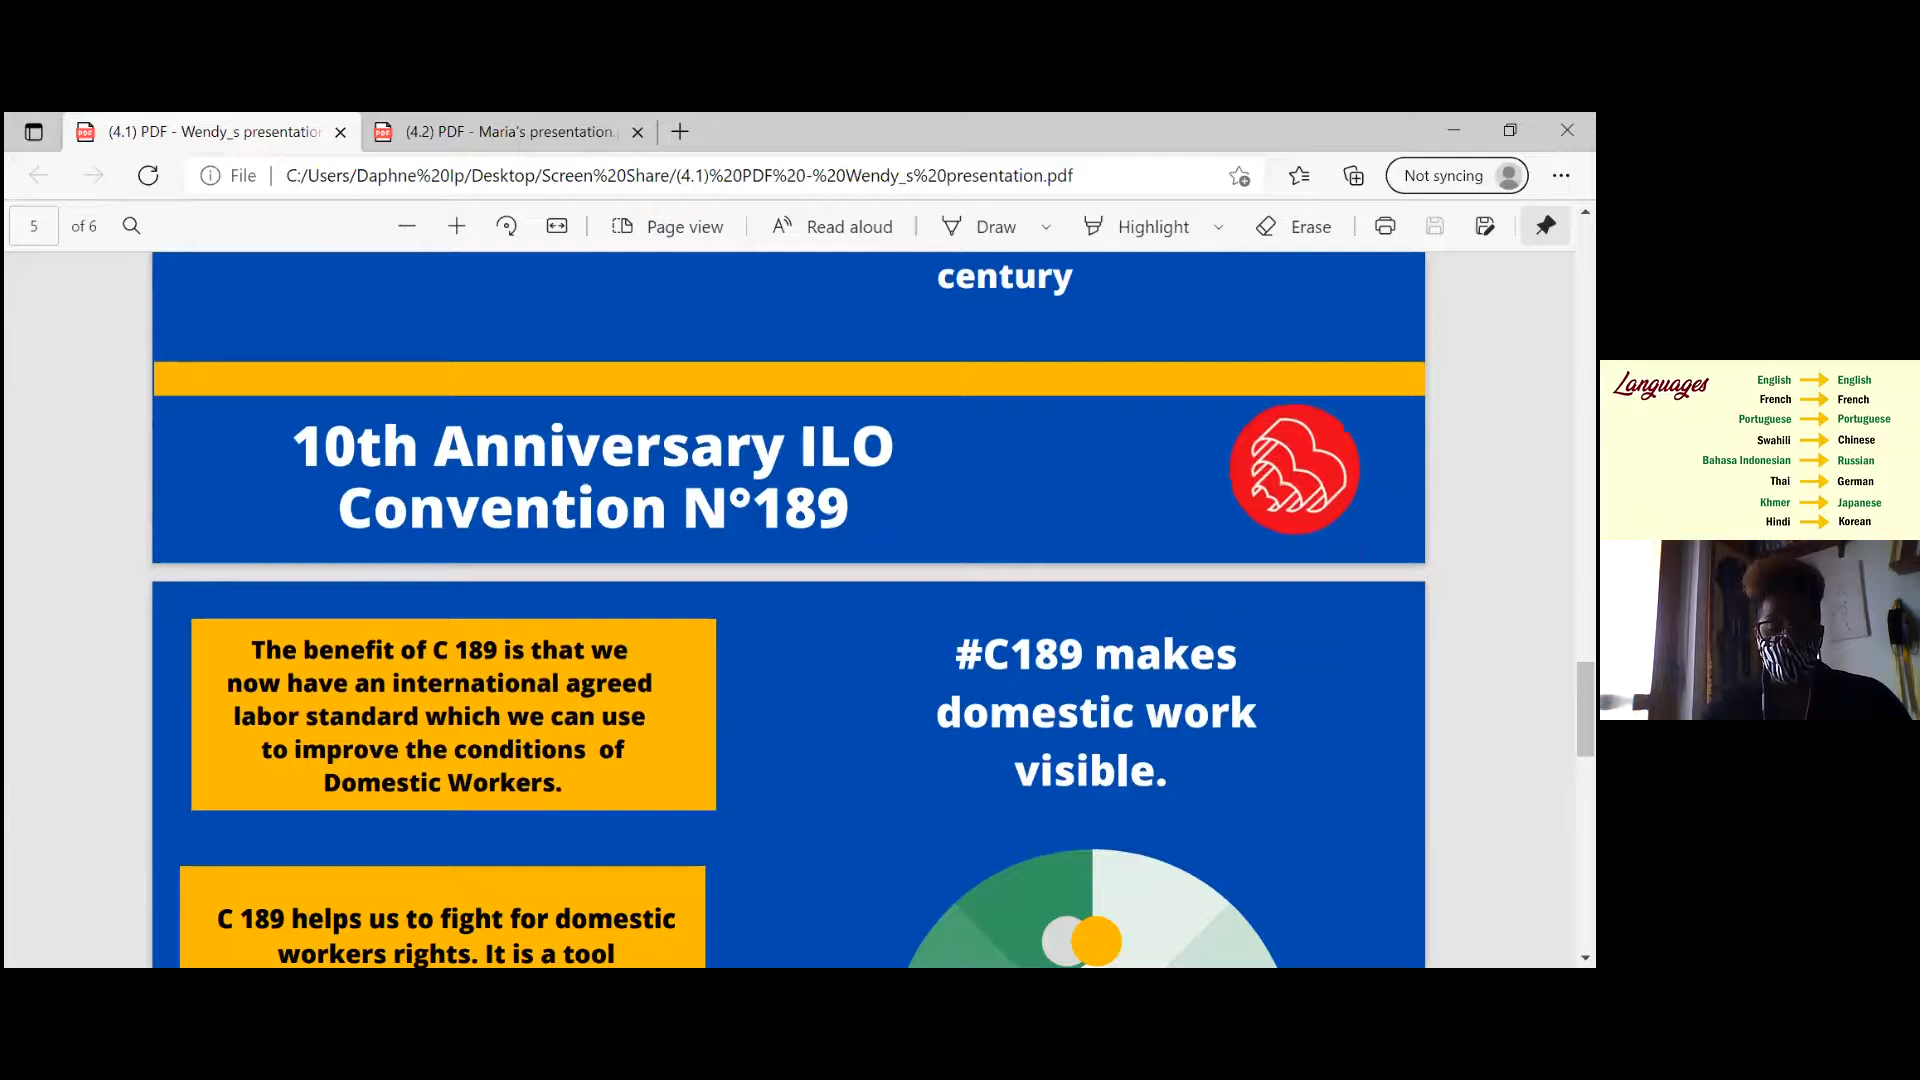 (4.1) PDF - Wendy_s presentation
(4.2) PDF - Maria's presentation.
File
C:/Users/Daphne%20Ip/Desktop/Screen%20Share/(4.1)%20PDF%20-%20Wendy_s%20presentation.pdf
Not syncing
5 of 6
Page view
Read aloud
Draw
Highlight
Erase
century
10th Anniversary ILO
Convention N°189
The benefit of C 189 is that we
now have an international agreed
labor standard which we can use
to improve the conditions of
Domestic Workers.
#C189 makes
domestic work
visible.
C 189 helps us to fight for domestic
workers rights. It is a tool
Languages
English English
French French
Portuguese Portuguese
Swahili Chinese
Bahasa Indonesian Russian
Thai German
Khmer Japanese
Hindi Korean